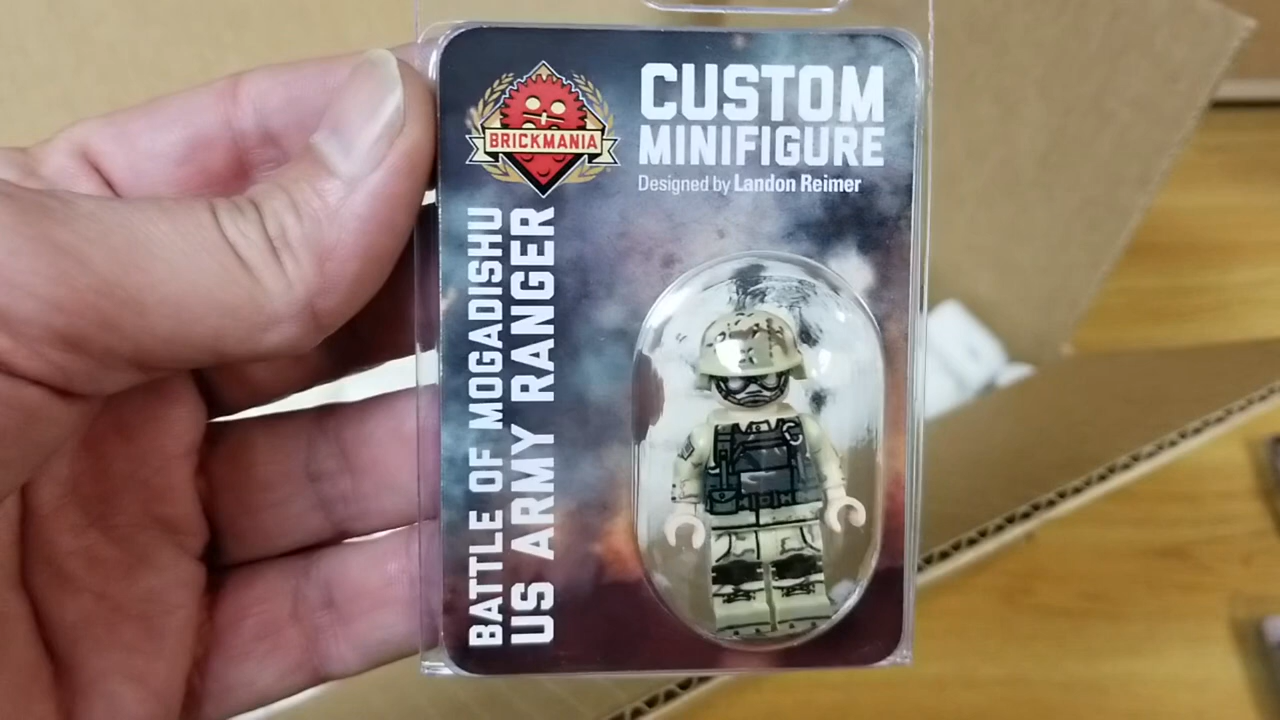 BRICKMANIA
CUSTOM
MINIFIGURE
Designed by Landon Reimer
BATTLE OF MOGADISHU
US ARMY RANGER